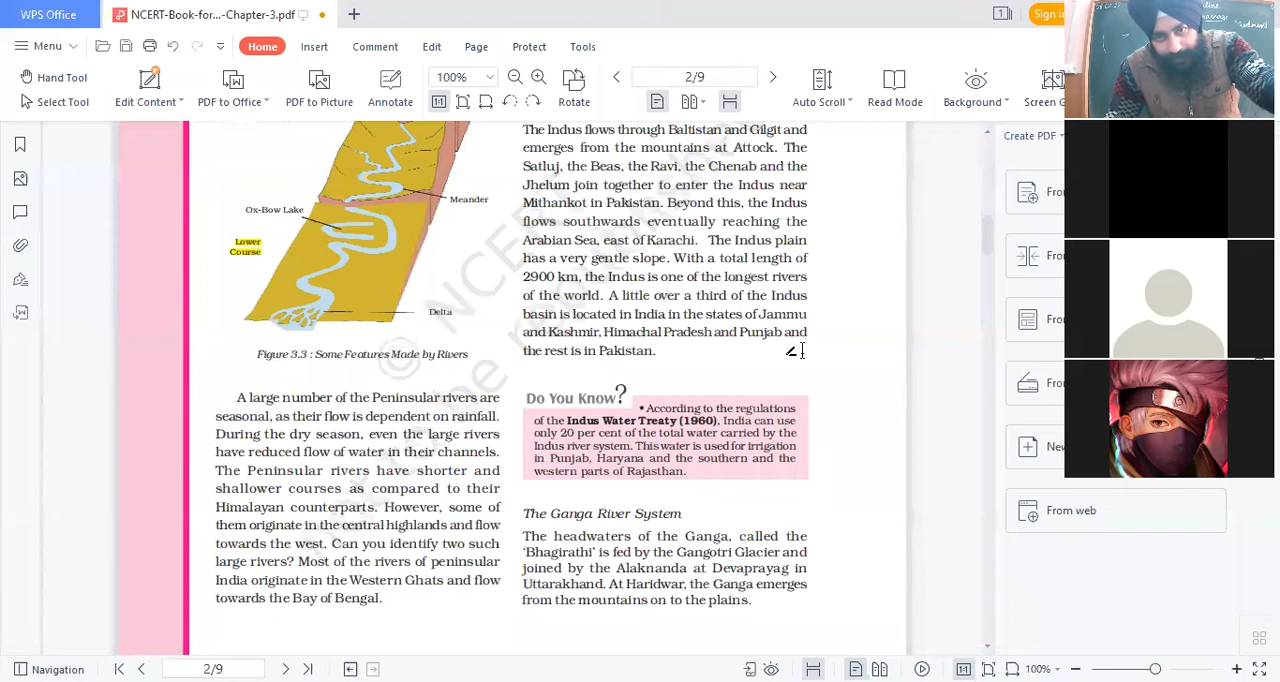 WPS Office
NCERT-Book-for...-Chapter-3.pdf
1
Sign in
Menu
Home
Insert
Comment
Edit
Page
Protect
Tools
Hand Tool
Select Tool
Edit Content
PDF to Office
PDF to Picture
Annotate
100%
1:1
Rotate
2/9
Auto Scroll
Read Mode
Background
Screen G
Create PDF
Fro
Fro
Fro
Fro
New
From web
Ox-Bow Lake
Meander
Lower
Course
Delta
Figure 3.3 : Some Features Made by Rivers
A large number of the Peninsular rivers are
seasonal, as their flow is dependent on rainfall.
During the dry season, even the large rivers
have reduced flow of water in their channels.
The Peninsular rivers have shorter and
shallower courses as compared to their
Himalayan counterparts. However, some of
them originate in the central highlands and flow
towards the west. Can you identify two such
large rivers? Most of the rivers of peninsular
India originate in the Western Ghats and flow
towards the Bay of Bengal.
The Indus flows through Baltistan and Gilgit and
emerges from the mountains at Attock. The
Satluj, the Beas, the Ravi, the Chenab and the
Jhelum join together to enter the Indus near
Mithankot in Pakistan. Beyond this, the Indus
flows southwards eventually reaching the
Arabian Sea, east of Karachi. The Indus plain
has a very gentle slope. With a total length of
2900 km, the Indus is one of the longest rivers
of the world. A little over a third of the Indus
basin is located in India in the states of Jammu
and Kashmir, Himachal Pradesh and Punjab and
the rest is in Pakistan.
Do You Know?
• According to the regulations
of the Indus Water Treaty (1960), India can use
only 20 per cent of the total water carried by the
Indus river system. This water is used for irrigation
in Punjab, Haryana and the southern and the
western parts of Rajasthan.
The Ganga River System
The headwaters of the Ganga, called the
‘Bhagirathi’ is fed by the Gangotri Glacier and
joined by the Alaknanda at Devaprayag in
Uttarakhand. At Haridwar, the Ganga emerges
from the mountains on to the plains.
© NCERT
Navigation
2/9
1:1
100%